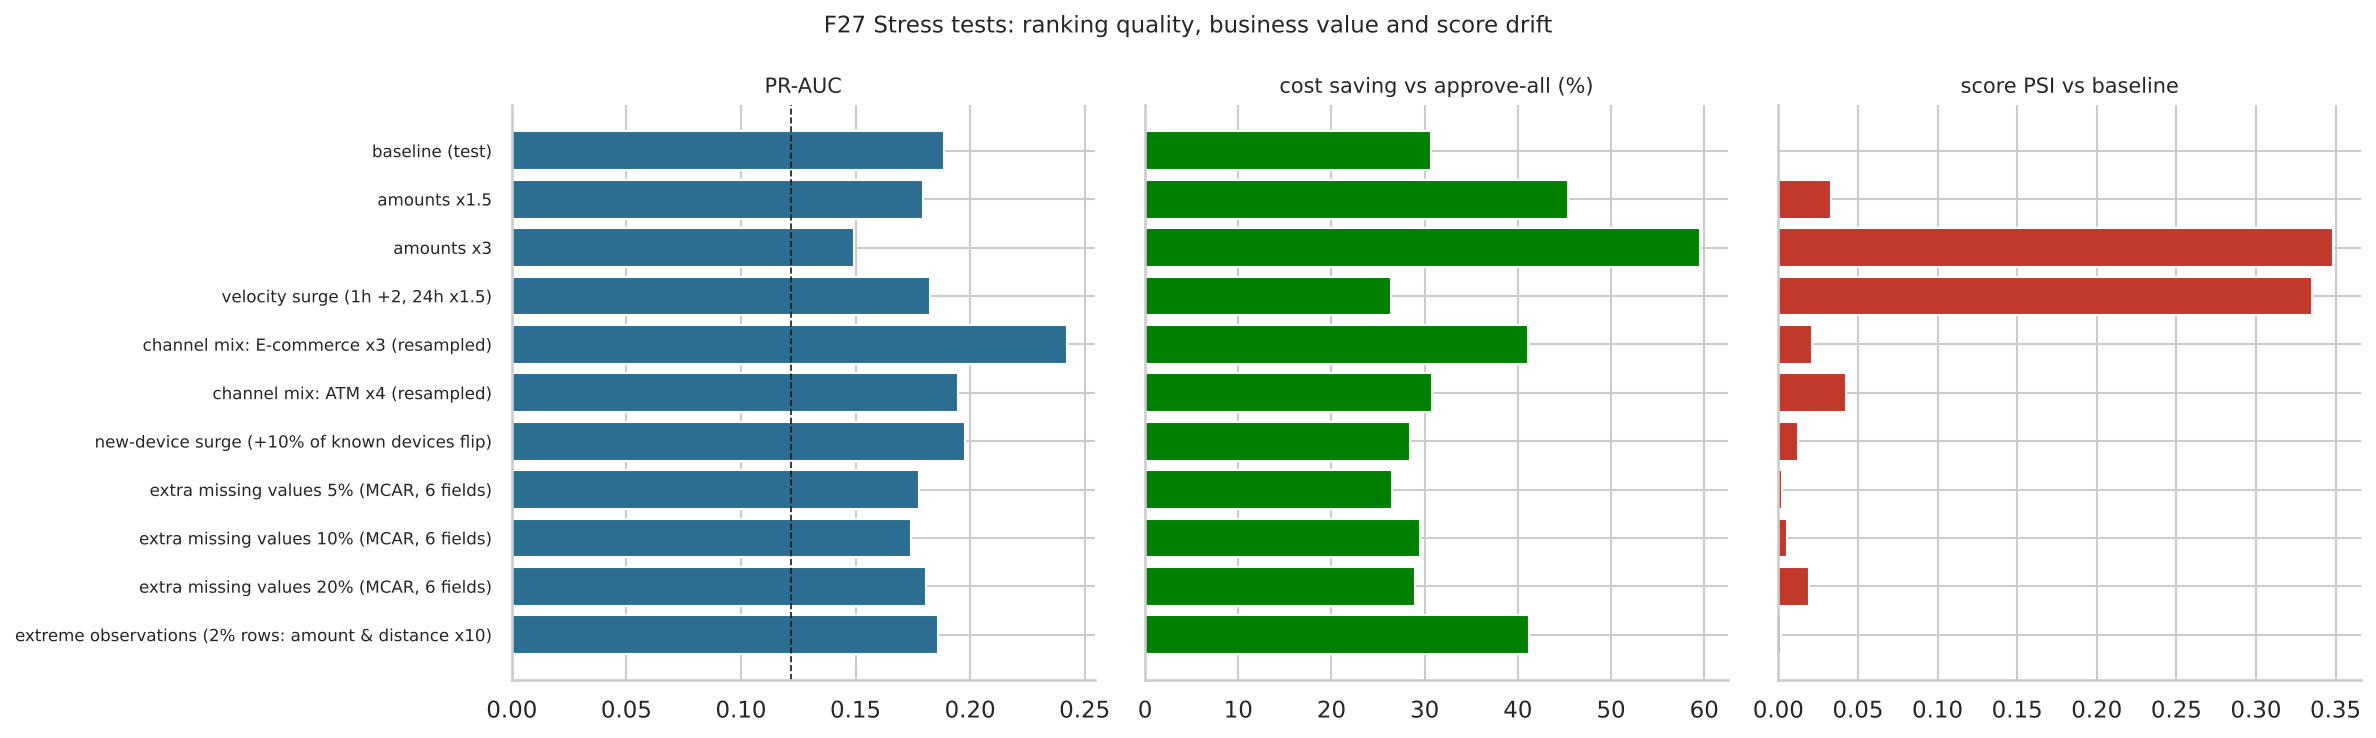 F27 Stress tests: ranking quality, business value and score drift
PR-AUC
cost saving vs approve-all (%)
score PSI vs baseline
baseline (test)
amounts x1.5
amounts x3
velocity surge (1h +2, 24h x1.5)
channel mix: E-commerce x3 (resampled)
channel mix: ATM x4 (resampled)
new-device surge (+10% of known devices flip)
extra missing values 5% (MCAR, 6 fields)
extra missing values 10% (MCAR, 6 fields)
extra missing values 20% (MCAR, 6 fields)
extreme observations (2% rows: amount & distance x10)
0.00 0.05 0.10 0.15 0.20 0.25
0 10 20 30 40 50 60
0.00 0.05 0.10 0.15 0.20 0.25 0.30 0.35